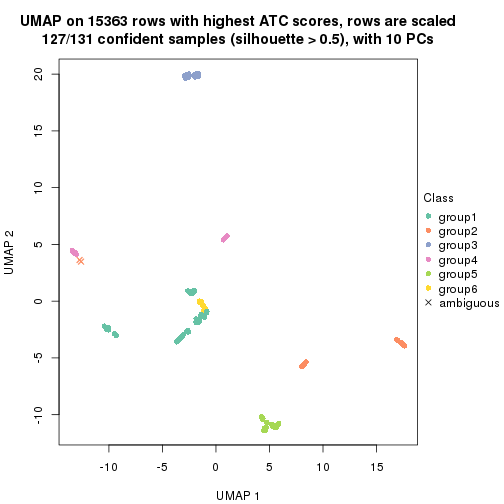 UMAP on 15363 rows with highest ATC scores, rows are scaled
127/131 confident samples (silhouette > 0.5), with 10 PCs
20
15
10
5
0
-5
-10
UMAP 2
-10
-5
0
5
10
15
UMAP 1
Class
group1
group2
group3
group4
group5
group6
ambiguous